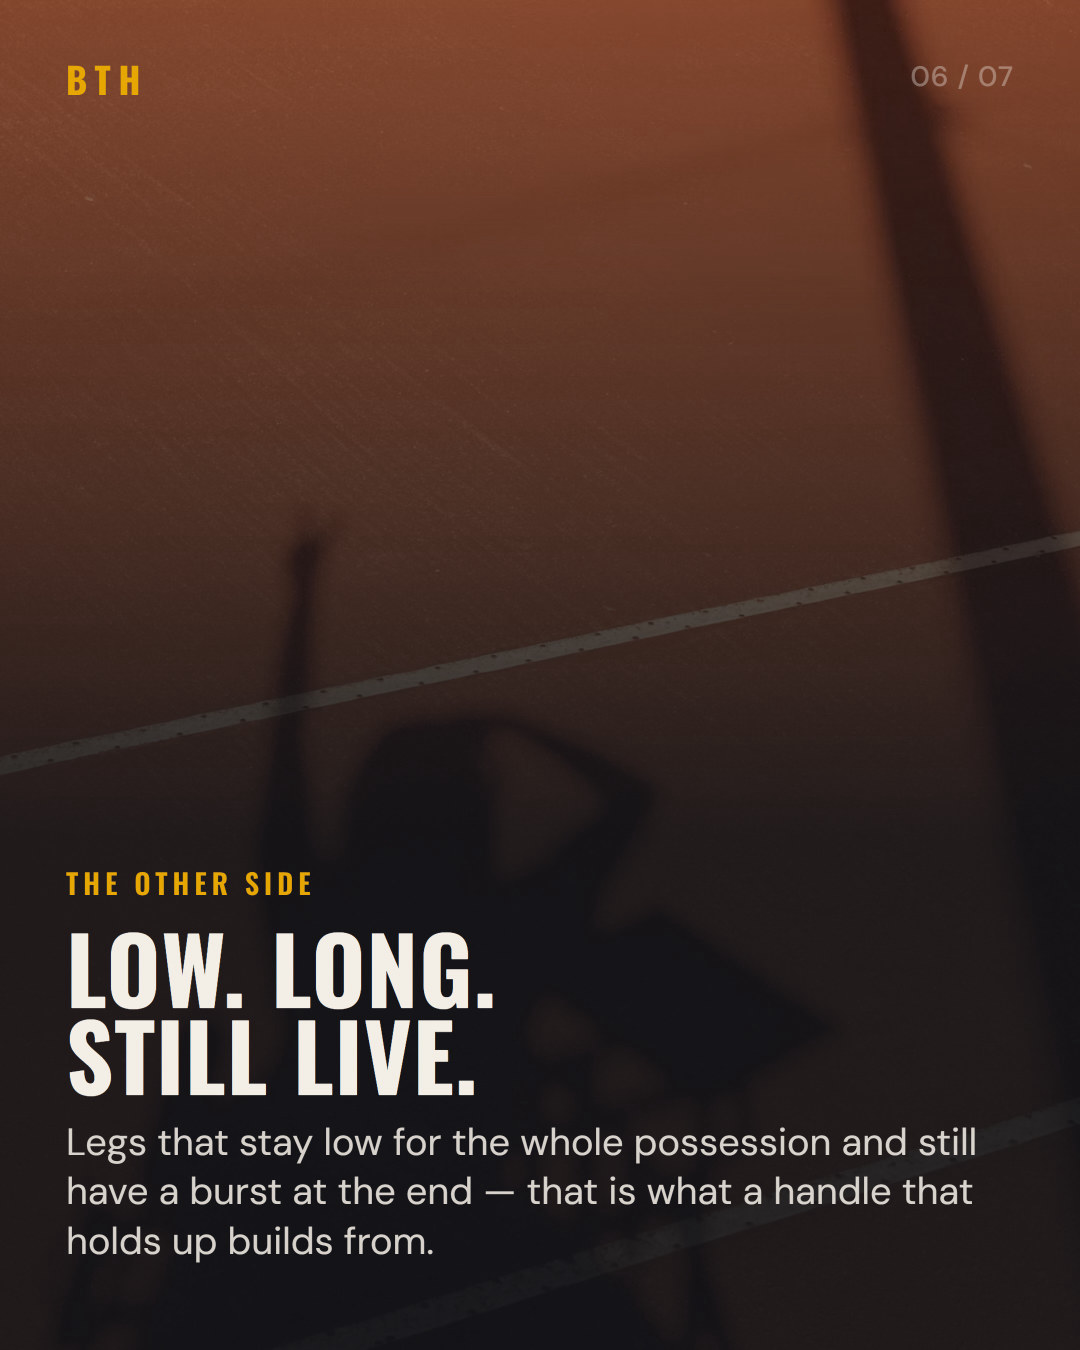 BTH
06 / 07
THE OTHER SIDE
LOW. LONG.
STILL LIVE.
Legs that stay low for the whole possession and still
have a burst at the end — that is what a handle that
holds up builds from.